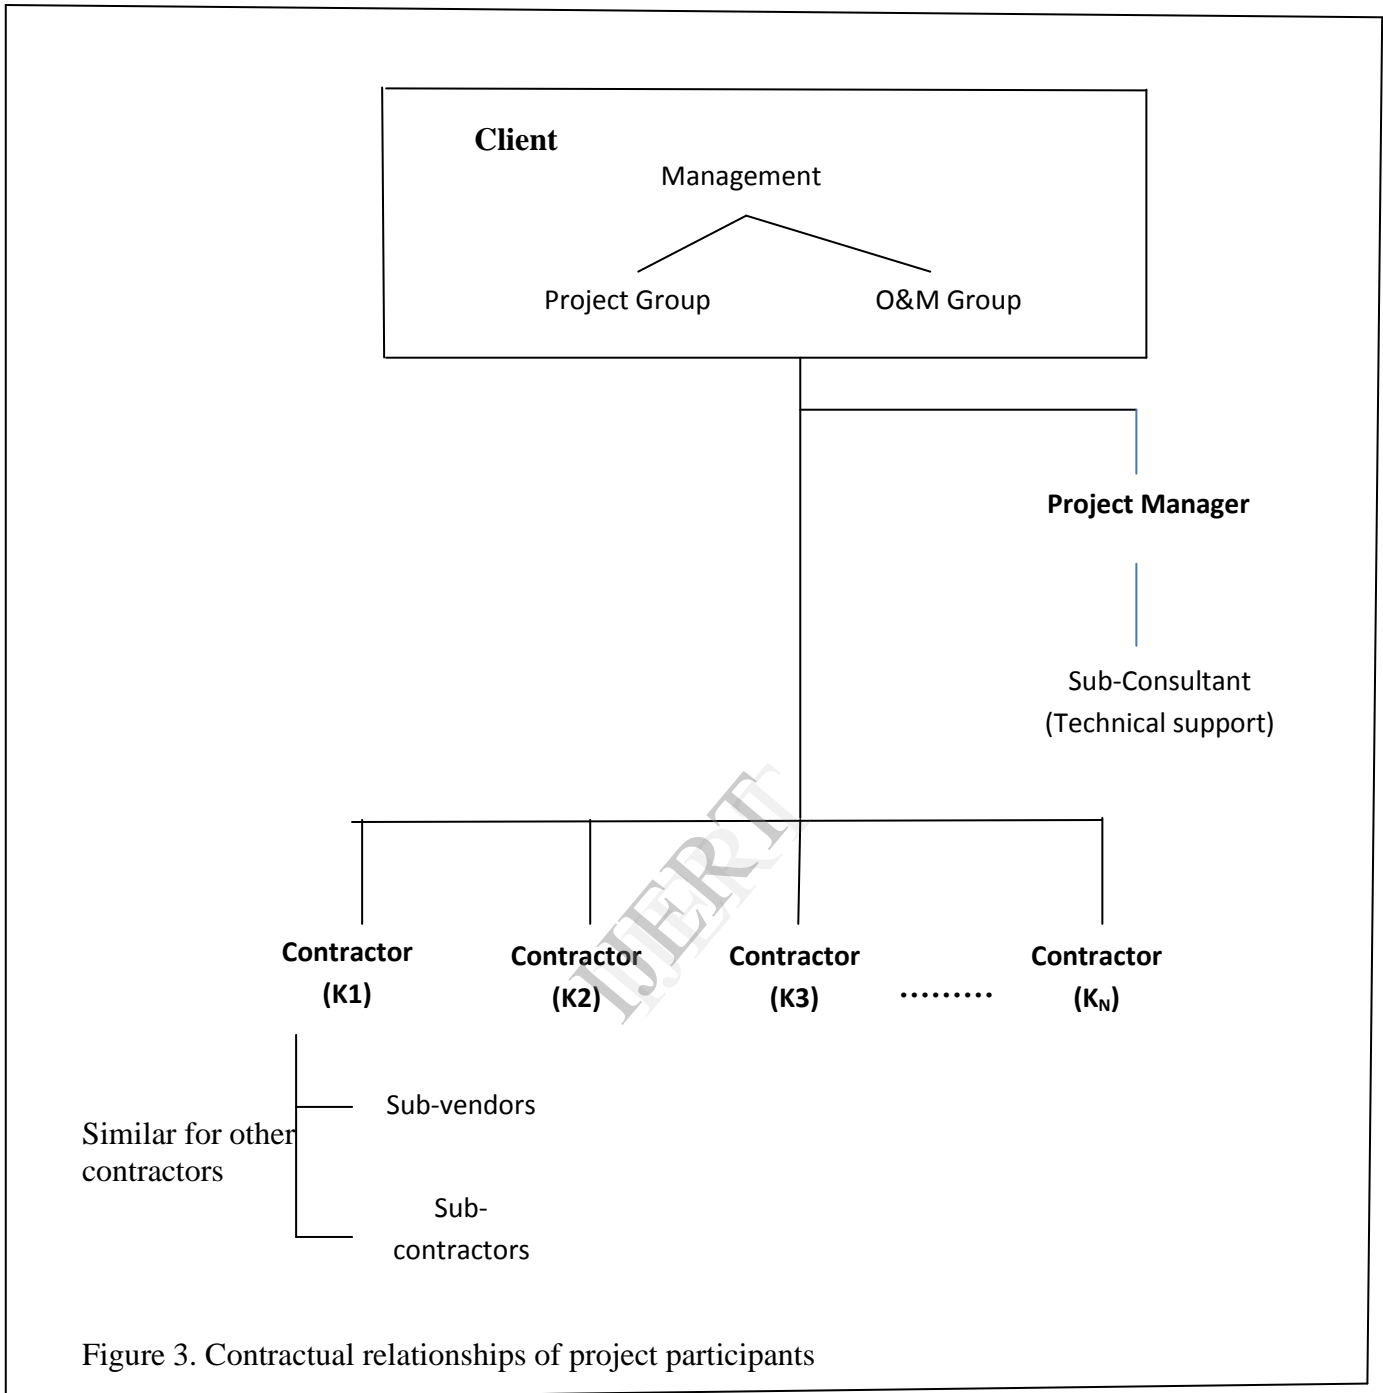 Client
Management
Project Group O&M Group
Project Manager
Sub-Consultant
(Technical support)
IJERT
Contractor Contractor Contractor Contractor
(K1) (K2) (K3) ......... (KN)
Sub-vendors
Similar for other
contractors
Sub-
contractors
Figure 3. Contractual relationships of project participants